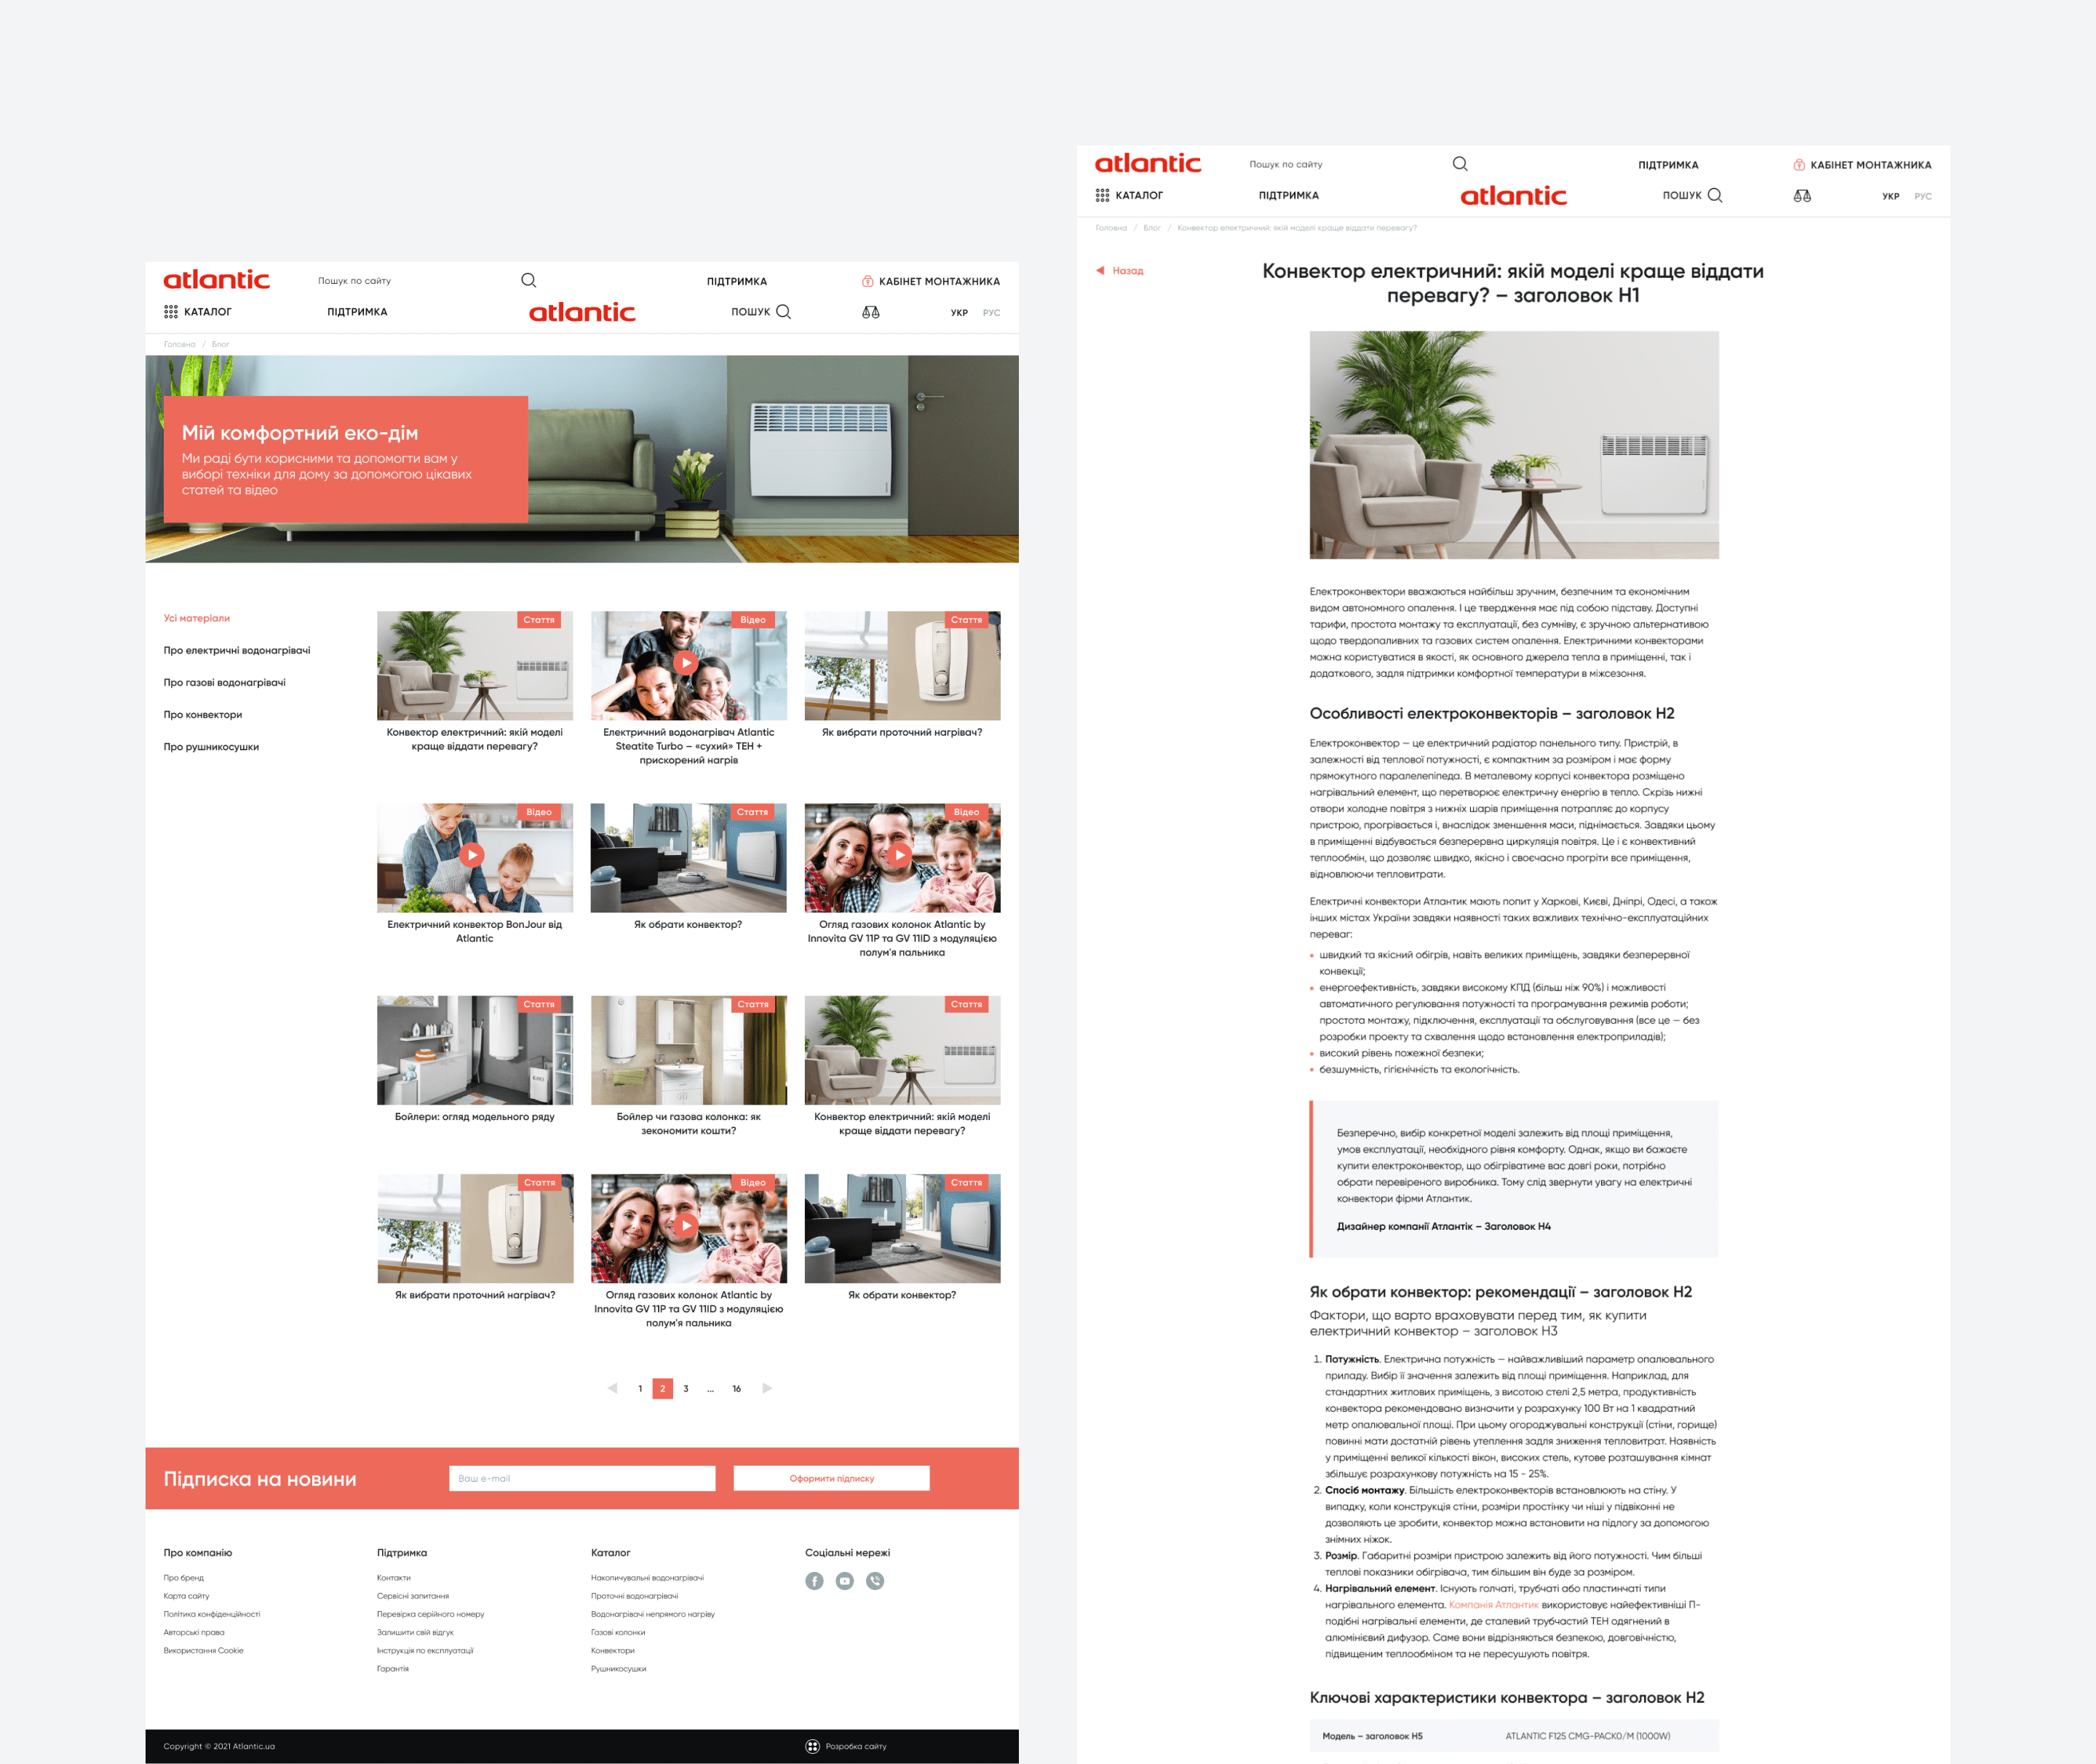 atlantic
Пошук по сайту
ПІДТРИМКА
КАБІНЕТ МОНТАЖНИКА
КАТАЛОГ
ПІДТРИМКА
atlantic
ПОШУК
УКР РУС
Головна / Блог
Мій комфортний еко-дім
Ми раді бути корисними та допомогти вам у
виборі техніки для дому за допомогою цікавих
статей та відео
Усі матеріали
Про електричні водонагрівачі
Про газові водонагрівачі
Про конвектори
Про рушникосушки
Стаття
Конвектор електричний: якій моделі
краще віддати перевагу?
Відео
Електричний водонагрівач Atlantic
Steatite Turbo – «сухий» ТЕН +
прискорений нагрів
Стаття
Як вибрати проточний нагрівач?
Відео
Електричний конвектор BonJour від
Atlantic
Стаття
Як обрати конвектор?
Відео
Огляд газових колонок Atlantic by
Innovita GV 11P та GV 11ID з модуляцією
полум'я пальника
Стаття
Бойлери: огляд модельного ряду
Стаття
Бойлер чи газова колонка: як
зекономити кошти?
Стаття
Конвектор електричний: якій моделі
краще віддати перевагу?
Стаття
Як вибрати проточний нагрівач?
Відео
Огляд газових колонок Atlantic by
Innovita GV 11P та GV 11ID з модуляцією
полум'я пальника
Стаття
Як обрати конвектор?
1 2 3 ... 16
Підписка на новини
Ваш e-mail
Оформити підписку
Про компанію
Про бренд
Карта сайту
Політика конфіденційності
Авторські права
Використання Cookie
Підтримка
Контакти
Сервісні запитання
Перевірка серійного номеру
Залишити свій відгук
Інструкція по експлуатації
Гарантія
Каталог
Накопичувальні водонагрівачі
Проточні водонагрівачі
Водонагрівачі непрямого нагріву
Газові колонки
Конвектори
Рушникосушки
Соціальні мережі
Copyright © 2021 Atlantic.ua
Розробка сайту
atlantic
Пошук по сайту
ПІДТРИМКА
КАБІНЕТ МОНТАЖНИКА
КАТАЛОГ
ПІДТРИМКА
atlantic
ПОШУК
УКР РУС
Головна / Блог / Конвектор електричний: якій моделі краще віддати перевагу?
Назад
Конвектор електричний: якій моделі краще віддати
перевагу? – заголовок H1
Електроконвектори вважаються найбільш зручним, безпечним та економічним
видом автономного опалення. І це твердження має під собою підставу. Доступні
тарифи, простота монтажу та експлуатації, без сумніву, є зручною альтернативою
щодо твердопаливних та газових систем опалення. Електричними конвекторами
можна користуватися в якості, як основного джерела тепла в приміщенні, так і
додаткового, задля підтримки комфортної температури в міжсезоння.
Особливості електроконвекторів – заголовок H2
Електроконвектор — це електричний радіатор панельного типу. Пристрій, в
залежності від теплової потужності, є компактним за розміром і має форму
прямокутного паралелепіпеда. В металевому корпусі конвектора розміщено
нагрівальний елемент, що перетворює електричну енергію в тепло. Скрізь нижні
отвори холодне повітря з нижніх шарів приміщення потрапляє до корпусу
пристрою, прогрівається і, внаслідок зменшення маси, піднімається. Завдяки цьому
в приміщенні відбувається безперервна циркуляція повітря. Це і є конвективний
теплообмін, що дозволяє швидко, якісно і своєчасно прогріти все приміщення,
відновлюючи тепловитрати.
Електричні конвектори Атлантик мають попит у Харкові, Києві, Дніпрі, Одесі, а також
інших містах України завдяки наявності таких важливих технічно-експлуатаційних
переваг:
швидкий та якісний обігрів, навіть великих приміщень, завдяки безперервної
конвекції;
енергоефективність, завдяки високому КПД (більш ніж 90%) і можливості
автоматичного регулювання потужності та програмування режимів роботи;
простота монтажу, підключення, експлуатації та обслуговування (все це — без
розробки проекту та схвалення щодо встановлення електроприладів);
високий рівень пожежної безпеки;
безшумність, гігієнічність та екологічність.
Безперечно, вибір конкретної моделі залежить від площі приміщення,
умов експлуатації, необхідного рівня комфорту. Однак, якщо ви бажаєте
купити електроконвектор, що обігріватиме вас довгі роки, потрібно
обрати перевіреного виробника. Тому слід звернути увагу на електричні
конвектори фірми Атлантик.
Дизайнер компанії Атлантік – Заголовок H4
Як обрати конвектор: рекомендації – заголовок H2
Фактори, що варто враховувати перед тим, як купити
електричний конвектор – заголовок H3
1. Потужність. Електрична потужність — найважливіший параметр опалювального
приладу. Вибір її значення залежить від площі приміщення. Наприклад, для
стандартних житлових приміщень, з висотою стелі 2,5 метра, продуктивність
конвектора рекомендовано визначити у розрахунку 100 Вт на 1 квадратний
метр опалювальної площі. При цьому огороджувальні конструкції (стіни, горище)
повинні мати достатній рівень утеплення задля зниження тепловитрат. Наявність
у приміщенні великої кількості вікон, високих стель, кутове розташування кімнат
збільшує розрахункову потужність на 15 - 25%.
2. Спосіб монтажу. Більшість електроконвекторів встановлюють на стіну. У
випадку, коли конструкція стіни, розміри простінку чи ніші у підвіконні не
дозволяють це зробити, конвектор можна встановити на підлогу за допомогою
знімних ніжок.
3. Розмір. Габаритні розміри пристрою залежить від його потужності. Чим більші
теплові показники обігрівача, тим більшим він буде за розміром.
4. Нагрівальний елемент. Існують голчаті, трубчаті або пластинчаті типи
нагрівального елемента. Компанія Атлантик використовує найефективніші П-
подібні нагрівальні елементи, де сталевий трубчастий ТЕН одягнений в
алюмінієвий дифузор. Саме вони відрізняються безпекою, довговічністю,
підвищеним теплообміном та не пересушують повітря.
Ключові характеристики конвектора – заголовок H2
Модель – заголовок H5
ATLANTIC F125 CMG-PACK0/M (1000W)